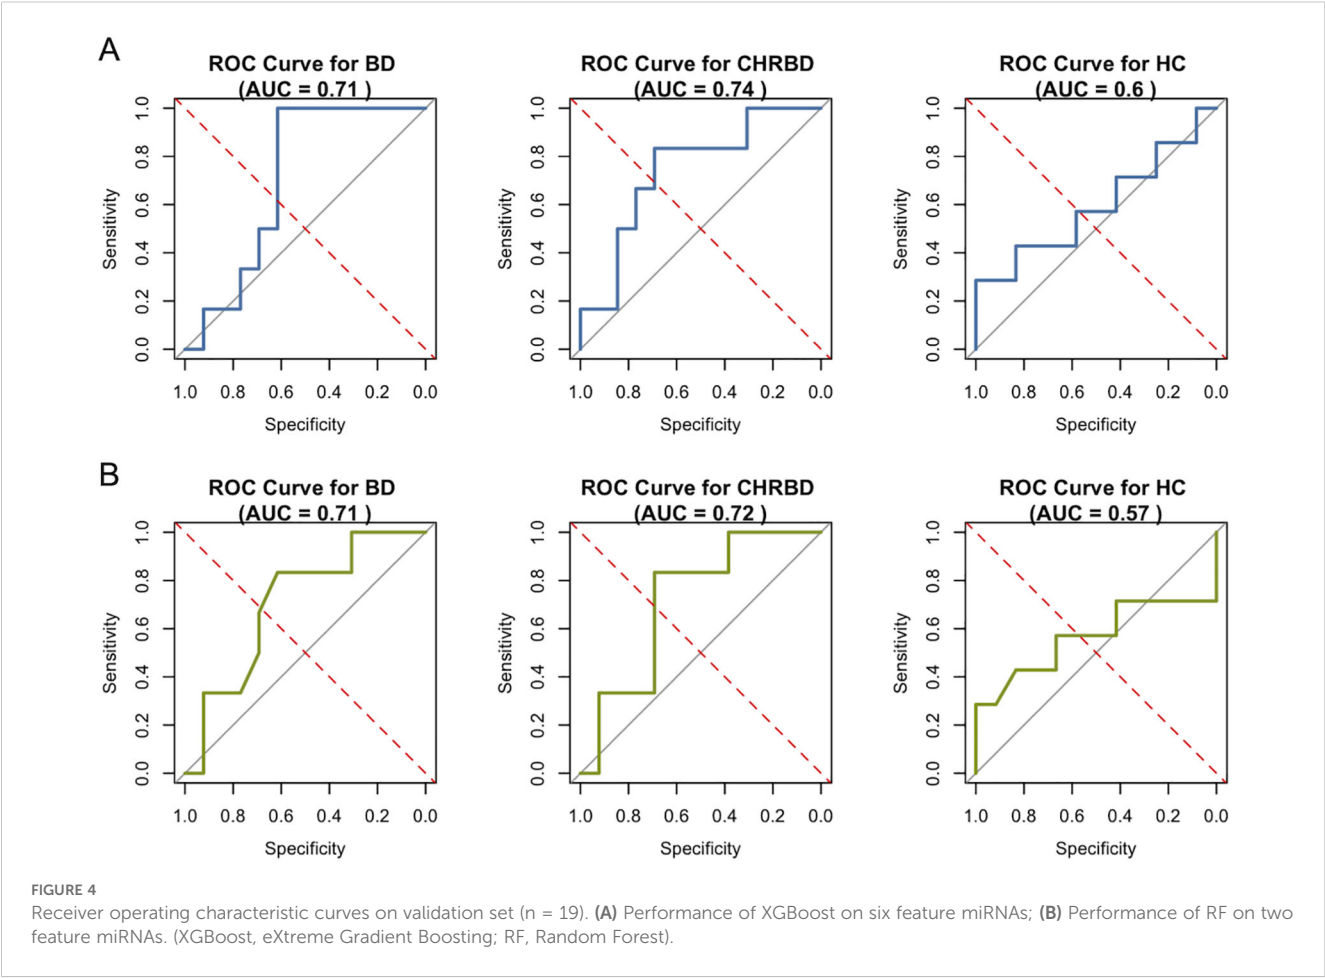 A
ROC Curve for BD
(AUC = 0.71 )
1.0
0.8
0.6
0.4
0.2
0.0
Sensitivity
1.0 0.8 0.6 0.4 0.2 0.0
Specificity
ROC Curve for CHRBD
(AUC = 0.74 )
1.0
0.8
0.6
0.4
0.2
0.0
Sensitivity
1.0 0.8 0.6 0.4 0.2 0.0
Specificity
ROC Curve for HC
(AUC = 0.6 )
1.0
0.8
0.6
0.4
0.2
0.0
Sensitivity
1.0 0.8 0.6 0.4 0.2 0.0
Specificity
B
ROC Curve for BD
(AUC = 0.71 )
1.0
0.8
0.6
0.4
0.2
0.0
Sensitivity
1.0 0.8 0.6 0.4 0.2 0.0
Specificity
ROC Curve for CHRBD
(AUC = 0.72 )
1.0
0.8
0.6
0.4
0.2
0.0
Sensitivity
1.0 0.8 0.6 0.4 0.2 0.0
Specificity
ROC Curve for HC
(AUC = 0.57 )
1.0
0.8
0.6
0.4
0.2
0.0
Sensitivity
1.0 0.8 0.6 0.4 0.2 0.0
Specificity
FIGURE 4
Receiver operating characteristic curves on validation set (n = 19). (A) Performance of XGBoost on six feature miRNAs; (B) Performance of RF on two
feature miRNAs. (XGBoost, eXtreme Gradient Boosting; RF, Random Forest).